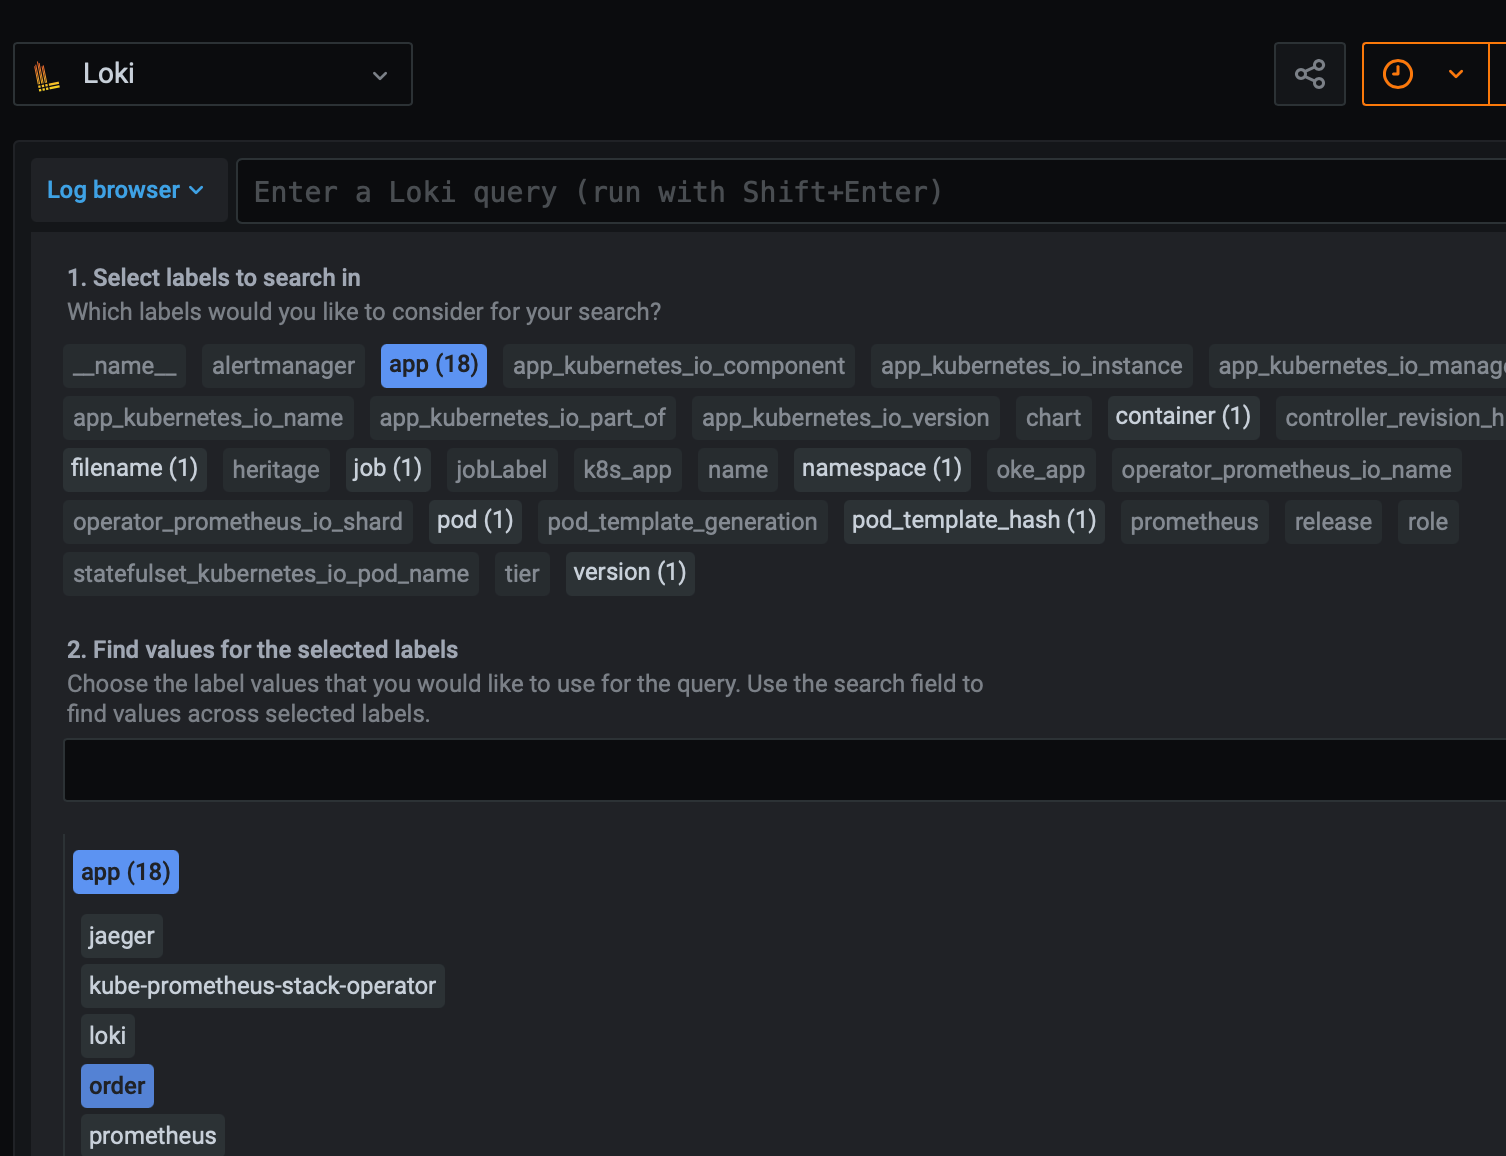 Loki
Log browser Enter a Loki query (run with Shift+Enter)
1. Select labels to search in
Which labels would you like to consider for your search?
__name__ alertmanager app (18) app_kubernetes_io_component app_kubernetes_io_instance app_kubernetes_io_manage
app_kubernetes_io_name app_kubernetes_io_part_of app_kubernetes_io_version chart container (1) controller_revision_h
filename (1) heritage job (1) jobLabel k8s_app name namespace (1) oke_app operator_prometheus_io_name
operator_prometheus_io_shard pod (1) pod_template_generation pod_template_hash (1) prometheus release role
statefulset_kubernetes_io_pod_name tier version (1)
2. Find values for the selected labels
Choose the label values that you would like to use for the query. Use the search field to
find values across selected labels.
app (18)
jaeger
kube-prometheus-stack-operator
loki
order
prometheus